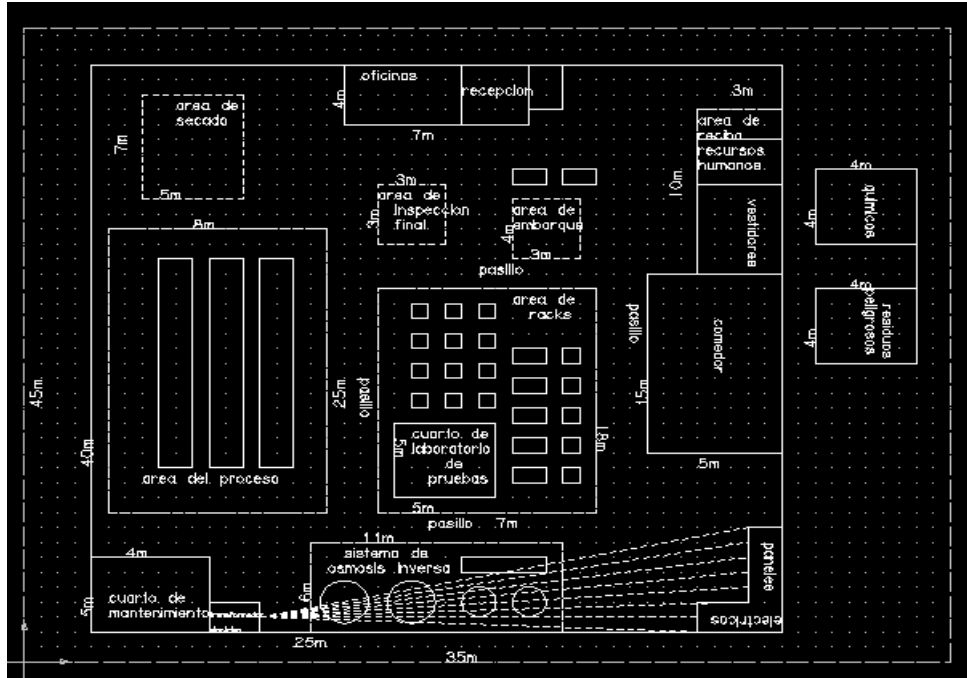 oficinas
recepcion
4m
.7m
.3m
area de
secado
.7m
.5m
area de
reciba
recursos
humanos.
10m.
vestidores
4m
quimicos
4m
4m
residuos
peligrosos
4m
3m
area de
inspeccion
final.
3m
area de
embarque
4m
3m
pasillo
.8m
area del proceso
25m
pasillo
area de
racks
18m
cuarto de
laboratorio
de
pruebas
5m
5m
pasillo
.7m
pasillo
comedor
15m
.5m
45m
40m
4m
5m
cuarto de
mantenimiento
11m
sistema de
osmosis inversa
6m
paneles
electricos
25m
35m